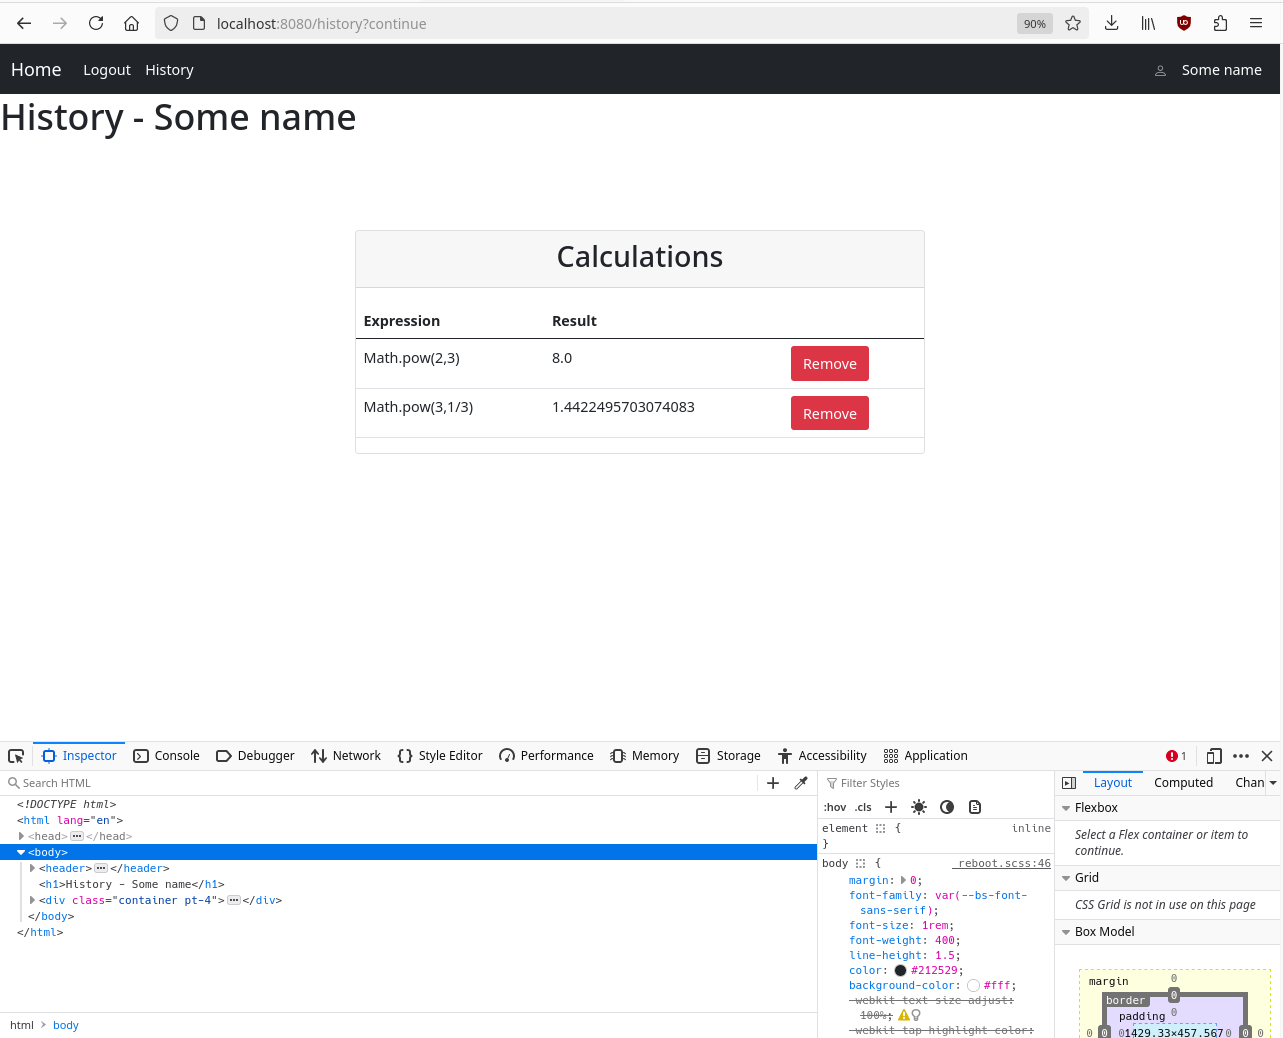 localhost:8080/history?continue
90%
Home Logout History Some name
History - Some name
Calculations
Expression Result
Math.pow(2,3) 8.0 Remove
Math.pow(3,1/3) 1.4422495703074083 Remove
Inspector Console Debugger Network Style Editor Performance Memory Storage Accessibility Application 1
Search HTML
<!DOCTYPE html>
<html lang="en">
<head> </head>
<body>
<header> </header>
<h1>History - Some name</h1>
<div class="container pt-4"> </div>
</body>
</html>
html > body
Filter Styles
:hov .cls
element { inline
}
body { reboot.scss:46
margin: 0;
font-family: var(--bs-font-
sans-serif);
font-size: 1rem;
font-weight: 400;
line-height: 1.5;
color: #212529;
background-color: #fff;
-webkit-text-size-adjust:
100%;
-webkit-tap-highlight-color:
Layout Computed Chan
Flexbox
Select a Flex container or item to
continue.
Grid
CSS Grid is not in use on this page
Box Model
margin 0
border 0
padding 0
0 0 0 1429.33×457.567 0 0 0